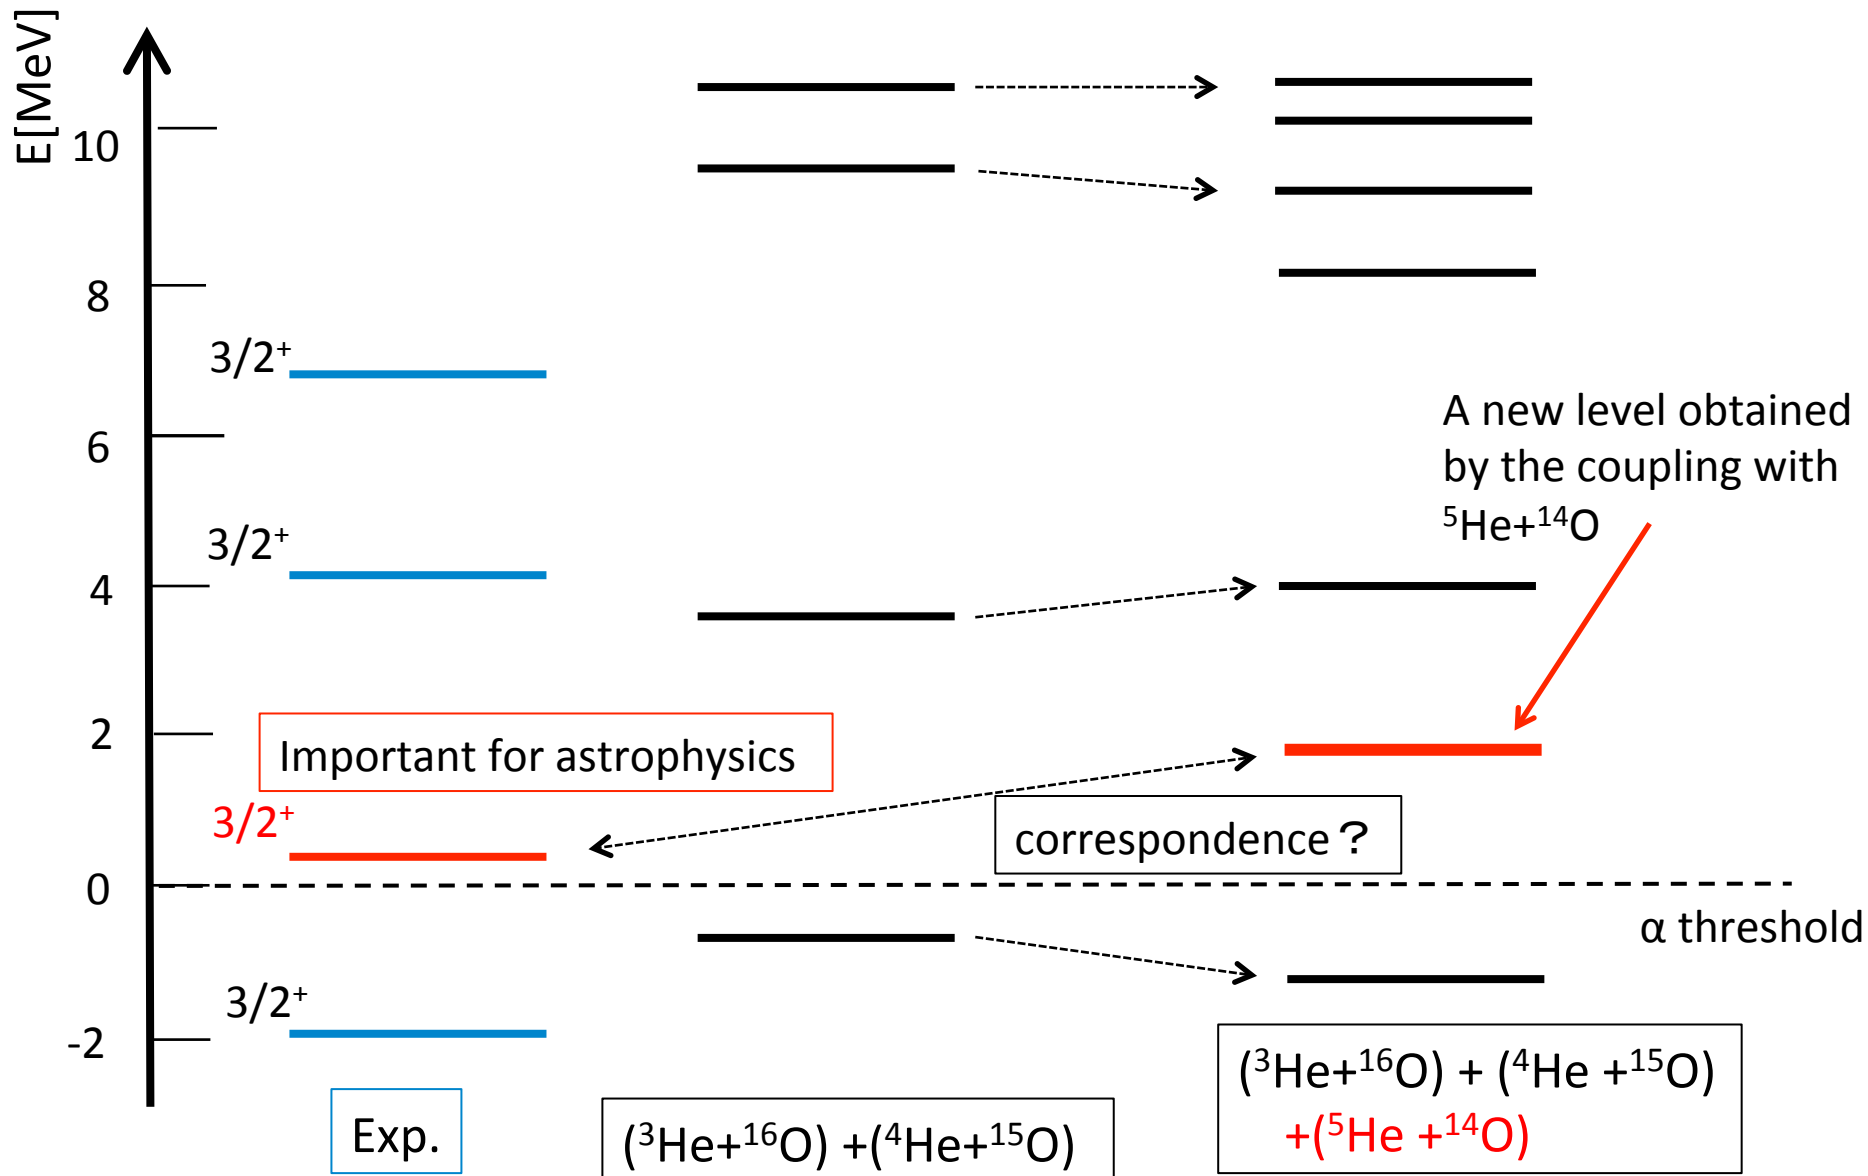 E[MeV]
10
8
3/2⁺
6
A new level obtained
by the coupling with
⁵He+¹⁴O
3/2⁺
4
2
Important for astrophysics
3/2⁺
correspondence？
0
α threshold
3/2⁺
-2
Exp.
(³He+¹⁶O) +(⁴He+¹⁵O)
(³He+¹⁶O) + (⁴He +¹⁵O)
+(⁵He +¹⁴O)